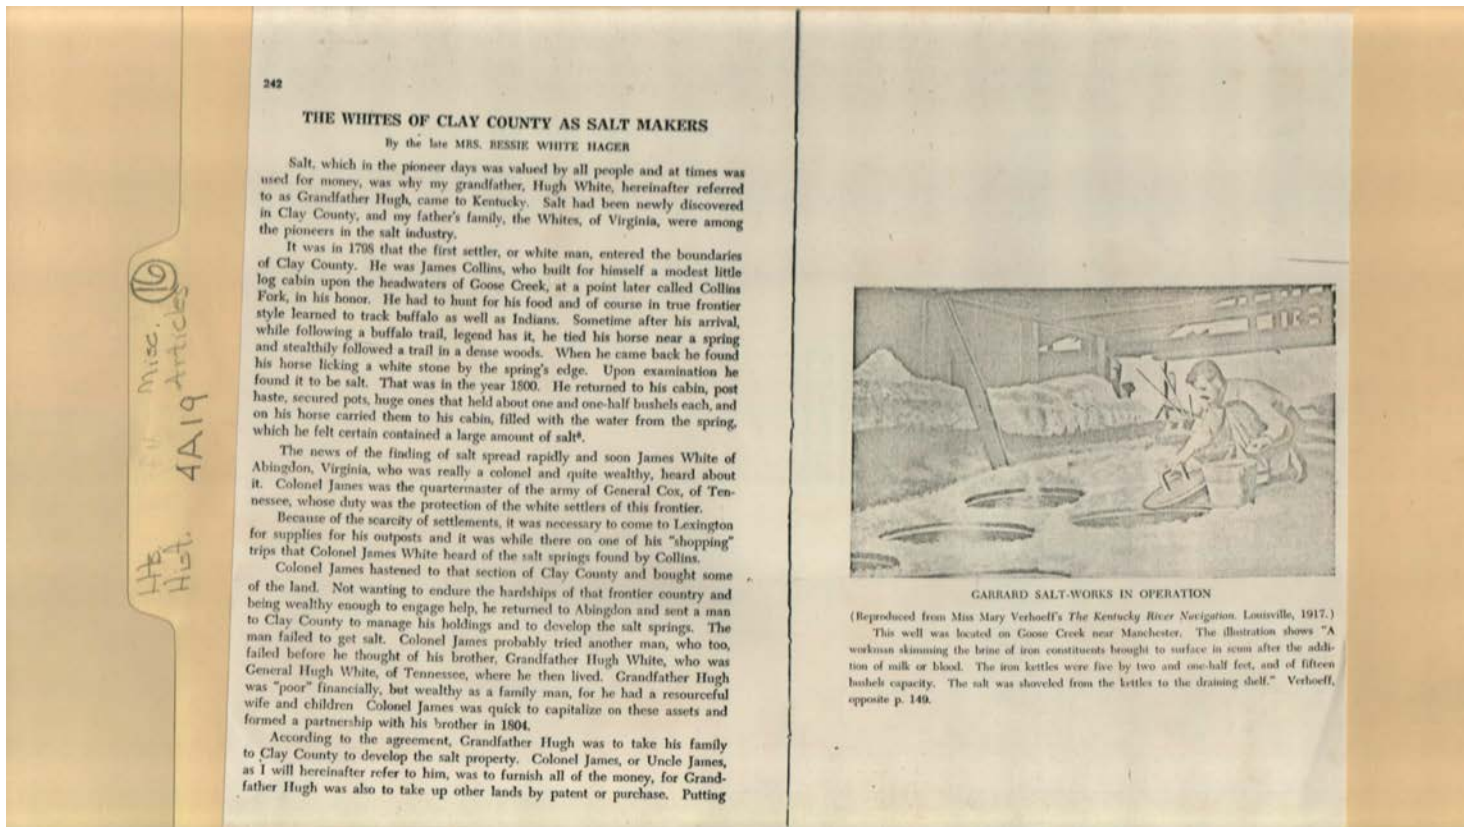 Hb Misc. 16
Hist. 4A19 Articles
242
THE WHITES OF CLAY COUNTY AS SALT MAKERS
By the late MRS. BESSIE WHITE HAGER
Salt, which in the pioneer days was valued by all people and at times was
used for money, was why my grandfather, Hugh White, hereinafter referred
to as Grandfather Hugh, came to Kentucky. Salt had been newly discovered
in Clay County, and my father's family, the Whites, of Virginia, were among
the pioneers in the salt industry.
It was in 1798 that the first settler, or white man, entered the boundaries
of Clay County. He was James Collins, who built for himself a modest little
log cabin upon the headwaters of Goose Creek, at a point later called Collins
Fork, in his honor. He had to hunt for his food and of course in true frontier
style learned to track buffalo as well as Indians. Sometime after his arrival,
while following a buffalo trail, legend has it, he tied his horse near a spring
and stealthily followed a trail in a dense woods. When he came back he found
his horse licking a white stone by the spring's edge. Upon examination he
found it to be salt. That was in the year 1800. He returned to his cabin, post
haste, secured pots, huge ones that held about one and one-half bushels each, and
on his horse carried them to his cabin, filled with the water from the spring,
which he felt certain contained a large amount of salt*.
The news of the finding of salt spread rapidly and soon James White of
Abingdon, Virginia, who was really a colonel and quite wealthy, heard about
it. Colonel James was the quartermaster of the army of General Cox, of Ten-
nessee, whose duty was the protection of the white settlers of this frontier.
Because of the scarcity of settlements, it was necessary to come to Lexington
for supplies for his outposts and it was while there on one of his "shopping"
trips that Colonel James White heard of the salt springs found by Collins.
Colonel James hastened to that section of Clay County and bought some
of the land. Not wanting to endure the hardships of that frontier country and
being wealthy enough to engage help, he returned to Abingdon and sent a man
to Clay County to manage his holdings and to develop the salt springs. The
man failed to get salt. Colonel James probably tried another man, who too,
failed before he thought of his brother, Grandfather Hugh White, who was
General Hugh White, of Tennessee, where he then lived. Grandfather Hugh
was "poor" financially, but wealthy as a family man, for he had a resourceful
wife and children Colonel James was quick to capitalize on these assets and
formed a partnership with his brother in 1804.
According to the agreement, Grandfather Hugh was to take his family
to Clay County to develop the salt property. Colonel James, or Uncle James,
as I will hereinafter refer to him, was to furnish all of the money, for Grand-
father Hugh was also to take up other lands by patent or purchase. Putting
GARRARD SALT-WORKS IN OPERATION
(Reproduced from Miss Mary Verhoeff's The Kentucky River Navigation. Louisville, 1917.)
This well was located on Goose Creek near Manchester. The illustration shows "A
workman skimming the brine of iron constituents brought to surface in scum after the addi-
tion of milk or blood. The iron kettles were five by two and one-half feet, and of fifteen
bushels capacity. The salt was shoveled from the kettles to the draining shelf." Verhoeff,
opposite p. 149.